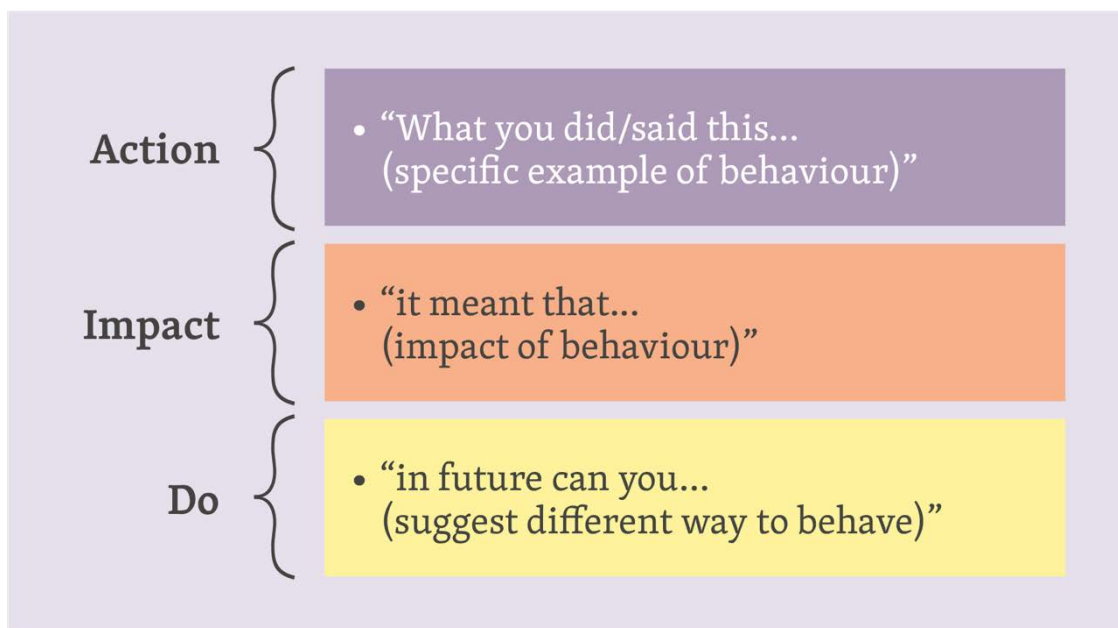 Action
• “What you did/said this...
(specific example of behaviour)”
Impact
• “it meant that...
(impact of behaviour)”
Do
• “in future can you...
(suggest different way to behave)”